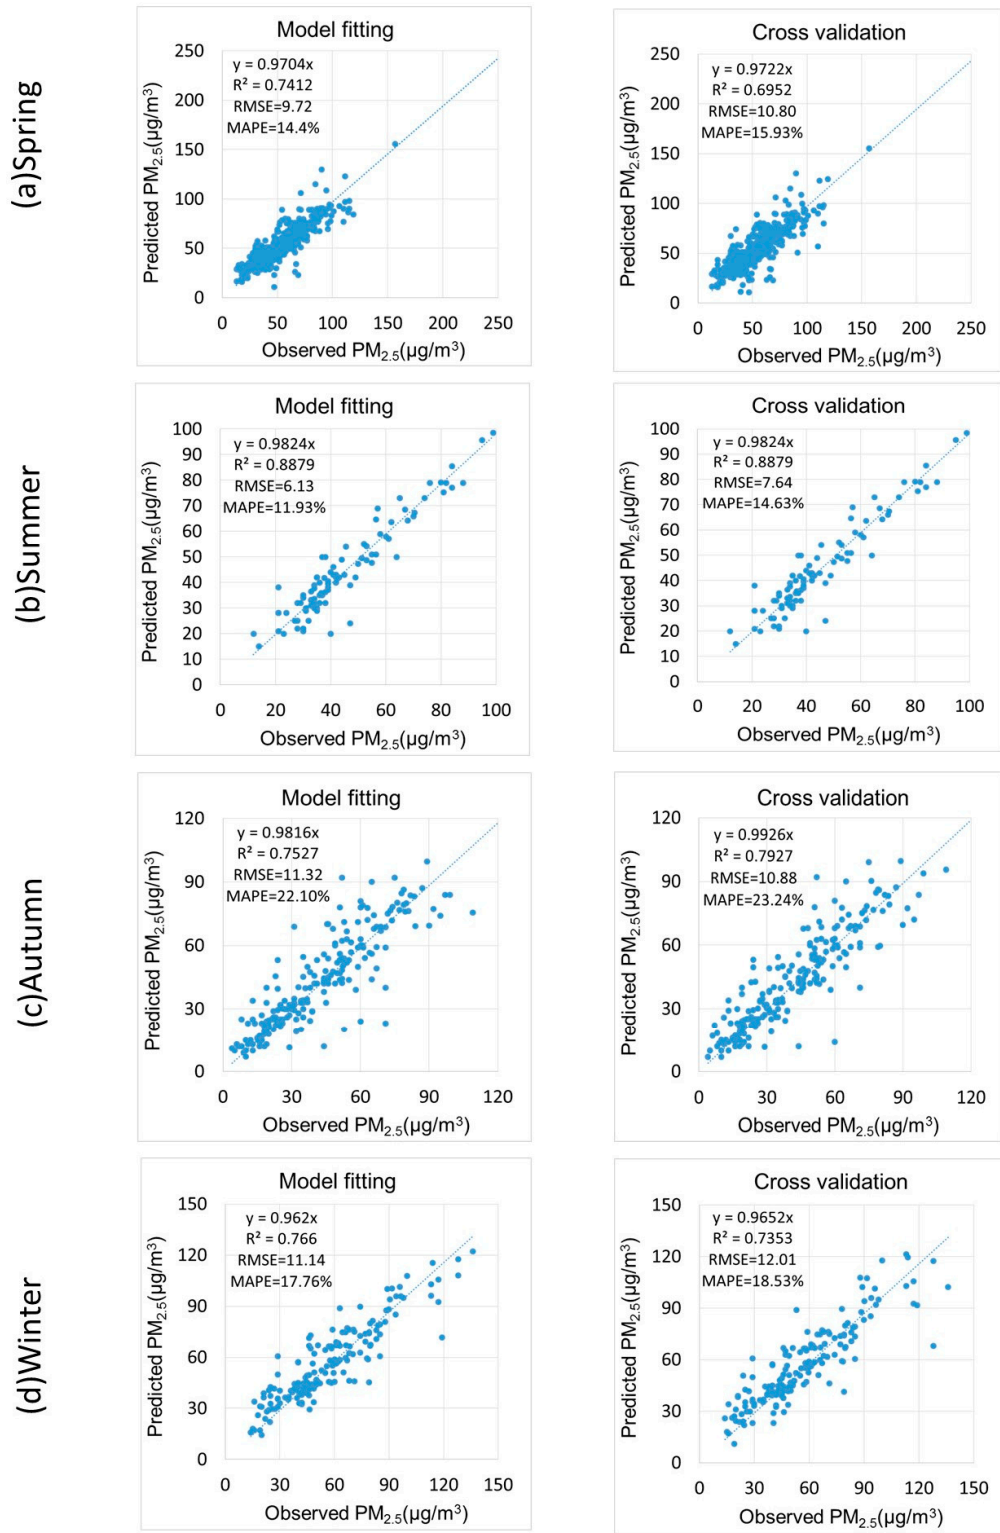 (a)Spring
Model fitting
y = 0.9704x
R² = 0.7412
RMSE=9.72
MAPE=14.4%
Predicted PM2.5(µg/m³)
250
200
150
100
50
0
0 50 100 150 200 250
Observed PM2.5(µg/m³)
Cross validation
y = 0.9722x
R² = 0.6952
RMSE=10.80
MAPE=15.93%
Predicted PM2.5(µg/m³)
250
200
150
100
50
0
0 50 100 150 200 250
Observed PM2.5(µg/m³)
(b)Summer
Model fitting
y = 0.9824x
R² = 0.8879
RMSE=6.13
MAPE=11.93%
Predicted PM2.5(µg/m³)
100
90
80
70
60
50
40
30
20
10
0
0 20 40 60 80 100
Observed PM2.5(µg/m³)
Cross validation
y = 0.9824x
R² = 0.8879
RMSE=7.64
MAPE=14.63%
Predicted PM2.5(µg/m³)
100
90
80
70
60
50
40
30
20
10
0
0 20 40 60 80 100
Observed PM2.5(µg/m³)
(c)Autumn
Model fitting
y = 0.9816x
R² = 0.7527
RMSE=11.32
MAPE=22.10%
Predicted PM2.5(µg/m³)
120
90
60
30
0
0 30 60 90 120
Observed PM2.5(µg/m³)
Cross validation
y = 0.9926x
R² = 0.7927
RMSE=10.88
MAPE=23.24%
Predicted PM2.5(µg/m³)
120
90
60
30
0
0 30 60 90 120
Observed PM2.5(µg/m³)
(d)Winter
Model fitting
y = 0.962x
R² = 0.766
RMSE=11.14
MAPE=17.76%
Predicted PM2.5(µg/m³)
150
120
90
60
30
0
0 30 60 90 120 150
Observed PM2.5(µg/m³)
Cross validation
y = 0.9652x
R² = 0.7353
RMSE=12.01
MAPE=18.53%
Predicted PM2.5(µg/m³)
150
120
90
60
30
0
0 30 60 90 120 150
Observed PM2.5(µg/m³)